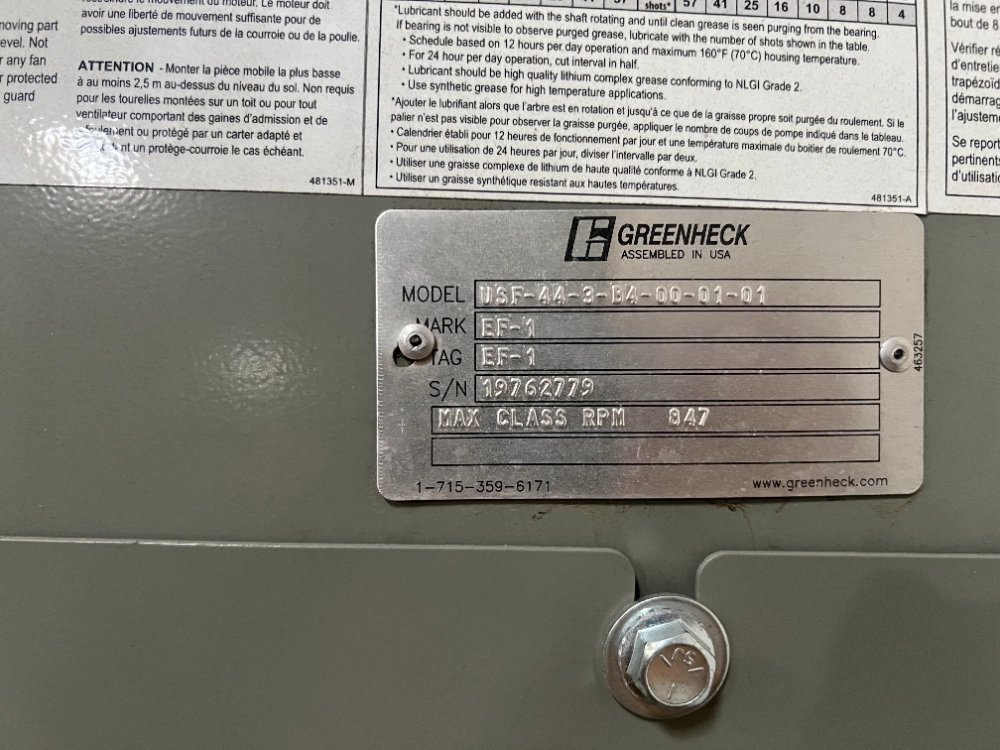 moving part
evel. Not
r any fan
r protected
guard
mouvement du moteur. Le moteur doit
avoir une liberté de mouvement suffisante pour de
possibles ajustements futurs de la courroie ou de la poulie.
ATTENTION - Monter la pièce mobile la plus basse
à au moins 2,5 m au-dessus du niveau du sol. Non requis
pour les tourelles montées sur un toit ou pour tout
ventilateur comportant des gaines d'admission et de
refoulement ou protégé par un carter adapté et
nt un protège-courroie le cas échéant.
481351-M
shots* 57 41 25 16 10 8 8 4
*Lubricant should be added with the shaft rotating and until clean grease is seen purging from the bearing.
If bearing is not visible to observe purged grease, lubricate with the number of shots shown in the table.
• Schedule based on 12 hours per day operation and maximum 160°F (70°C) housing temperature.
• For 24 hour per day operation, cut interval in half.
• Lubricant should be high quality lithium complex grease conforming to NLGI Grade 2.
• Use synthetic grease for high temperature applications.
*Ajouter le lubrifiant alors que l'arbre est en rotation et jusqu'à ce que de la graisse propre soit purgée du roulement. Si le
palier n'est pas visible pour observer la graisse purgée, appliquer le nombre de coups de pompe indiqué dans le tableau.
• Calendrier établi pour 12 heures de fonctionnement par jour et une température maximale du boitier de roulement 70°C.
• Pour une utilisation de 24 heures par jour, diviser l'intervalle par deux.
• Utiliser une graisse complexe de lithium de haute qualité conforme à NLGI Grade 2.
• Utiliser un graisse synthétique resistant aux hautes températures.
481351-A
la mise en
bout de 8
Vérifier ré
d'entretie
trapézoïd
démarrag
l'ajusteme
Se report
pertinents
d'utilisatio
GREENHECK
ASSEMBLED IN USA
MODEL USF-44-3-B4-00-01-01
MARK EF-1
TAG EF-1
S/N 19762779
MAX CLASS RPM 847
463257
1-715-359-6171
www.greenheck.com